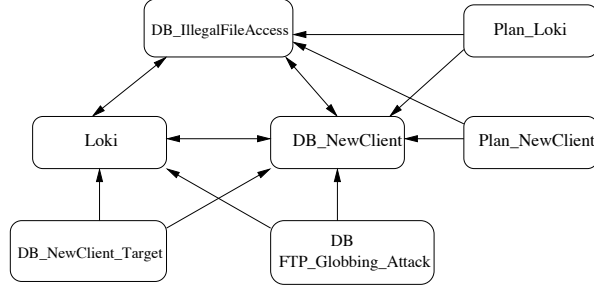 DB_IllegalFileAccess
Plan_Loki
Loki
DB_NewClient
Plan_NewClient
DB_NewClient_Target
DB
FTP_Globbing_Attack